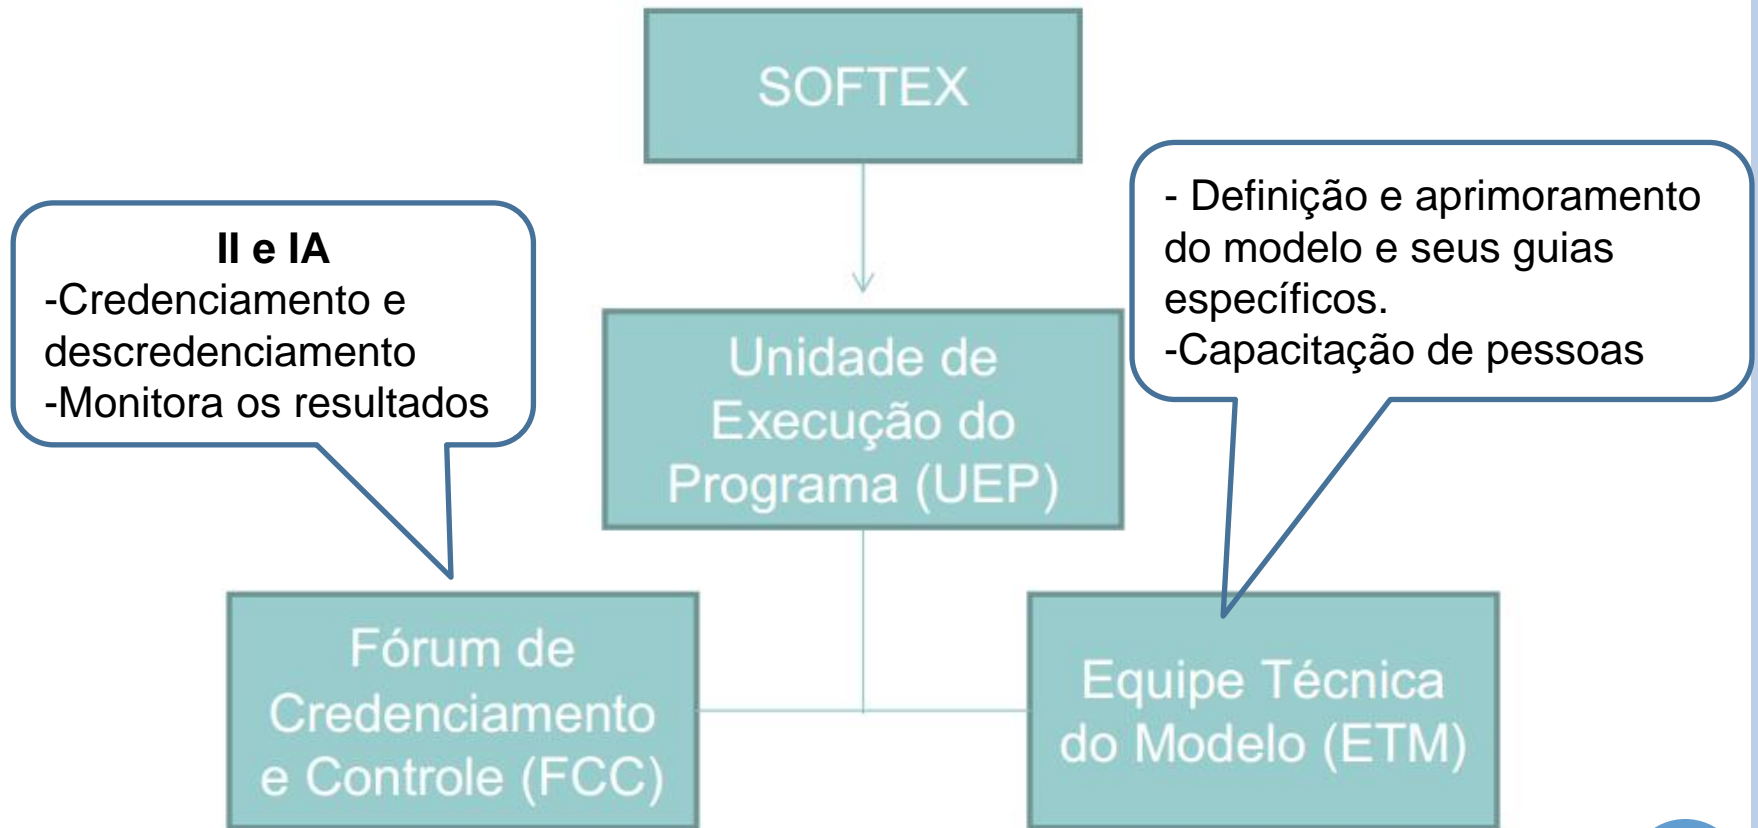 SOFTEX
II e IA
-Credenciamento e
descredenciamento
-Monitora os resultados
- Definição e aprimoramento
do modelo e seus guias
específicos.
-Capacitação de pessoas
Unidade de
Execução do
Programa (UEP)
Fórum de
Credenciamento
e Controle (FCC)
Equipe Técnica
do Modelo (ETM)